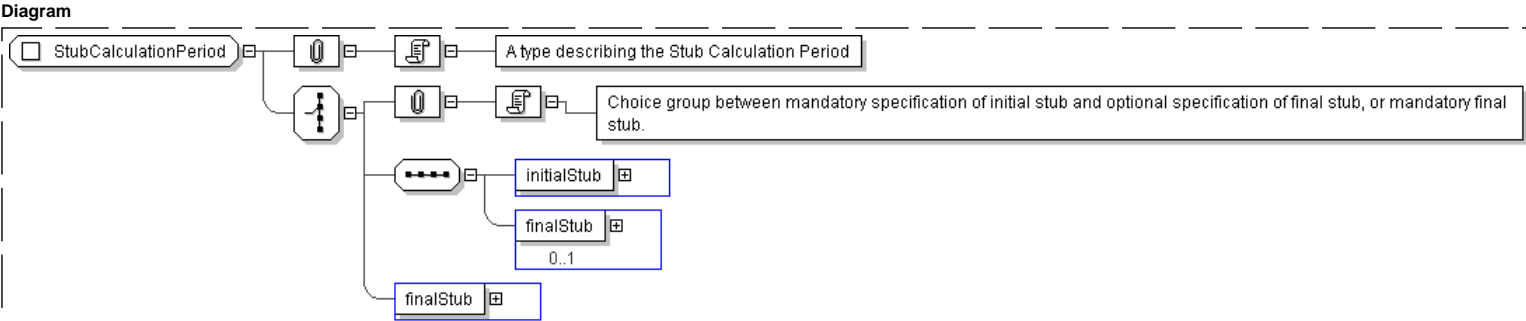 Diagram
StubCalculationPeriod
A type describing the Stub Calculation Period
Choice group between mandatory specification of initial stub and optional specification of final stub, or mandatory final
stub.
initialStub
finalStub
0..1
finalStub